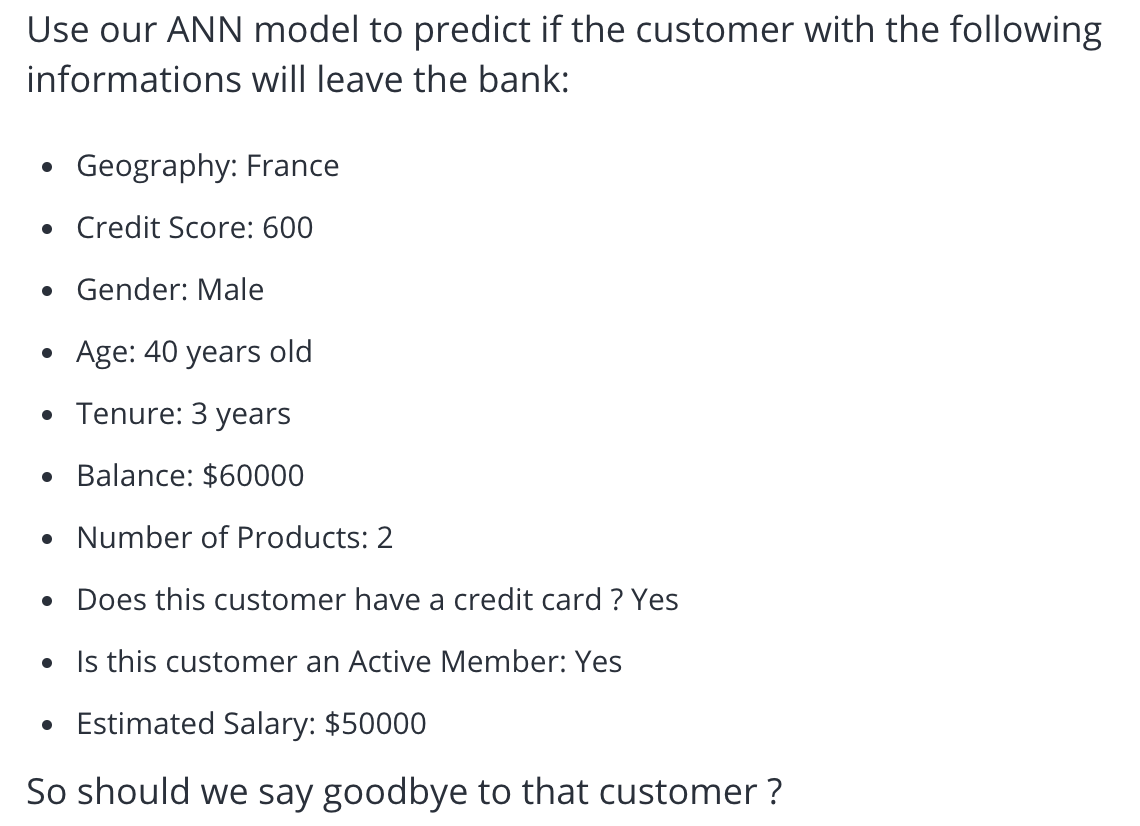 Use our ANN model to predict if the customer with the following
informations will leave the bank:
• Geography: France
• Credit Score: 600
• Gender: Male
• Age: 40 years old
• Tenure: 3 years
• Balance: $60000
• Number of Products: 2
• Does this customer have a credit card ? Yes
• Is this customer an Active Member: Yes
• Estimated Salary: $50000
So should we say goodbye to that customer ?